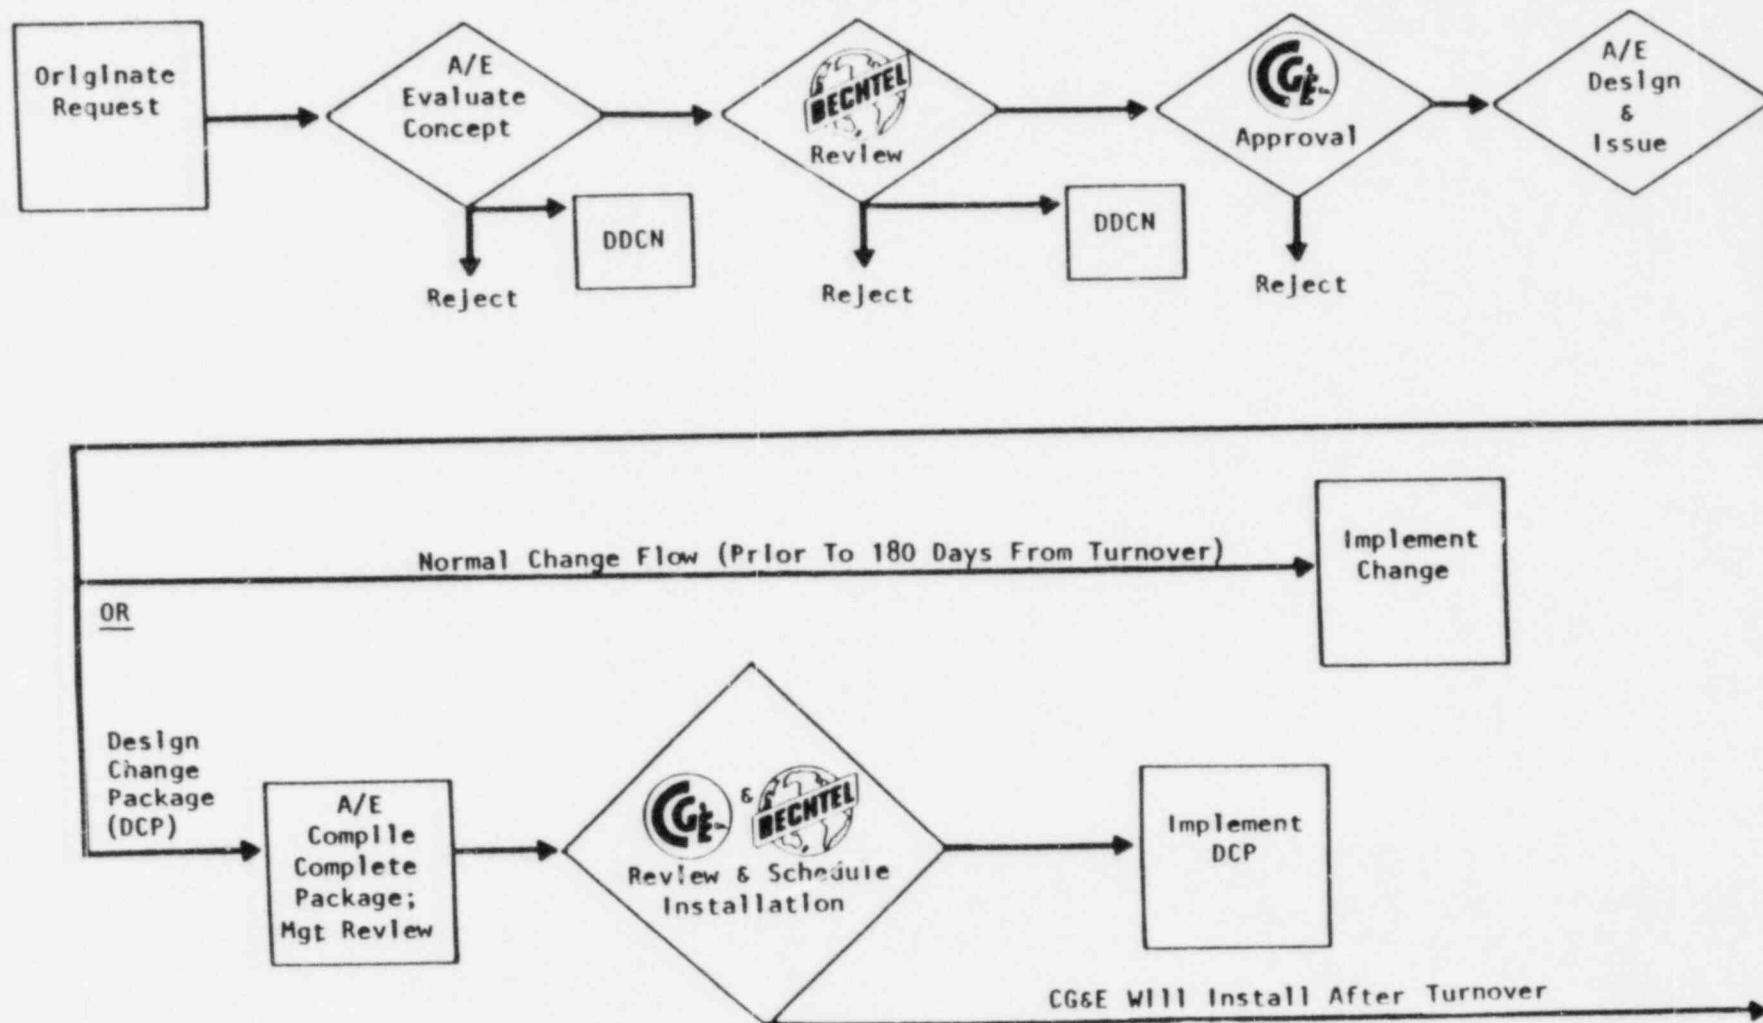 Originate
Request
A/E
Evaluate
Concept
BECHTEL
Review
CG&E Co.
Approval
A/E
Design
&
Issue
DDCN
Reject
DDCN
Reject
Reject
Normal Change Flow (Prior To 180 Days From Turnover)
Implement
Change
OR
Design
Change
Package
(DCP)
A/E
Compile
Complete
Package;
Mgt Review
CG&E
&
BECHTEL
Review & Schedule
Installation
Implement
DCP
CG&E Will Install After Turnover